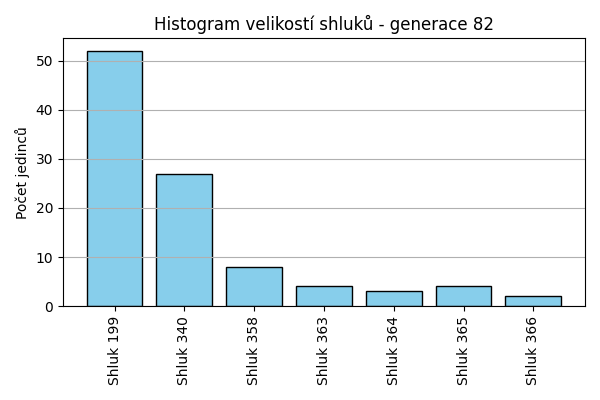 Histogram velikostí shluků - generace 82
Počet jedinců
50
40
30
20
10
0
Shluk 199
Shluk 340
Shluk 358
Shluk 363
Shluk 364
Shluk 365
Shluk 366